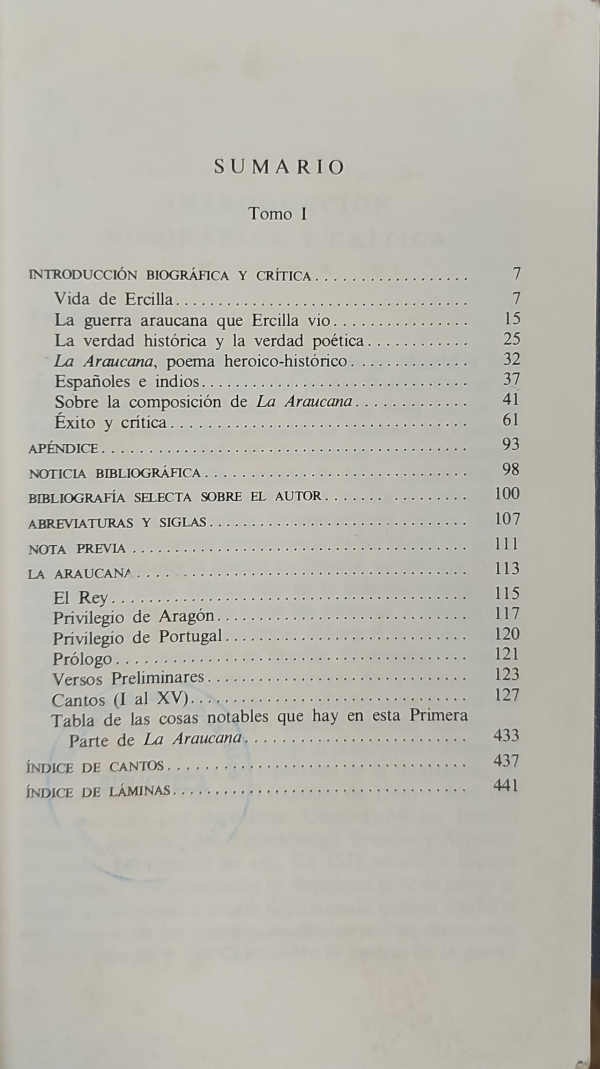 SUMARIO
Tomo I
INTRODUCCIÓN BIOGRÁFICA Y CRÍTICA.................. 7
Vida de Ercilla.................................... 7
La guerra araucana que Ercilla vio................. 15
La verdad histórica y la verdad poética............. 25
La Araucana, poema heroico-histórico............... 32
Españoles e indios................................. 37
Sobre la composición de La Araucana.............. 41
Éxito y crítica.................................... 61
APÉNDICE............................................. 93
NOTICIA BIBLIOGRÁFICA................................ 98
BIBLIOGRAFÍA SELECTA SOBRE EL AUTOR................ 100
ABREVIATURAS Y SIGLAS............................... 107
NOTA PREVIA......................................... 111
LA ARAUCANA........................................ 113
El Rey............................................ 115
Privilegio de Aragón.............................. 117
Privilegio de Portugal............................ 120
Prólogo........................................... 121
Versos Preliminares............................... 123
Cantos (I al XV).................................. 127
Tabla de las cosas notables que hay en esta Primera
Parte de La Araucana.......................... 433
ÍNDICE DE CANTOS.................................... 437
ÍNDICE DE LÁMINAS................................... 441